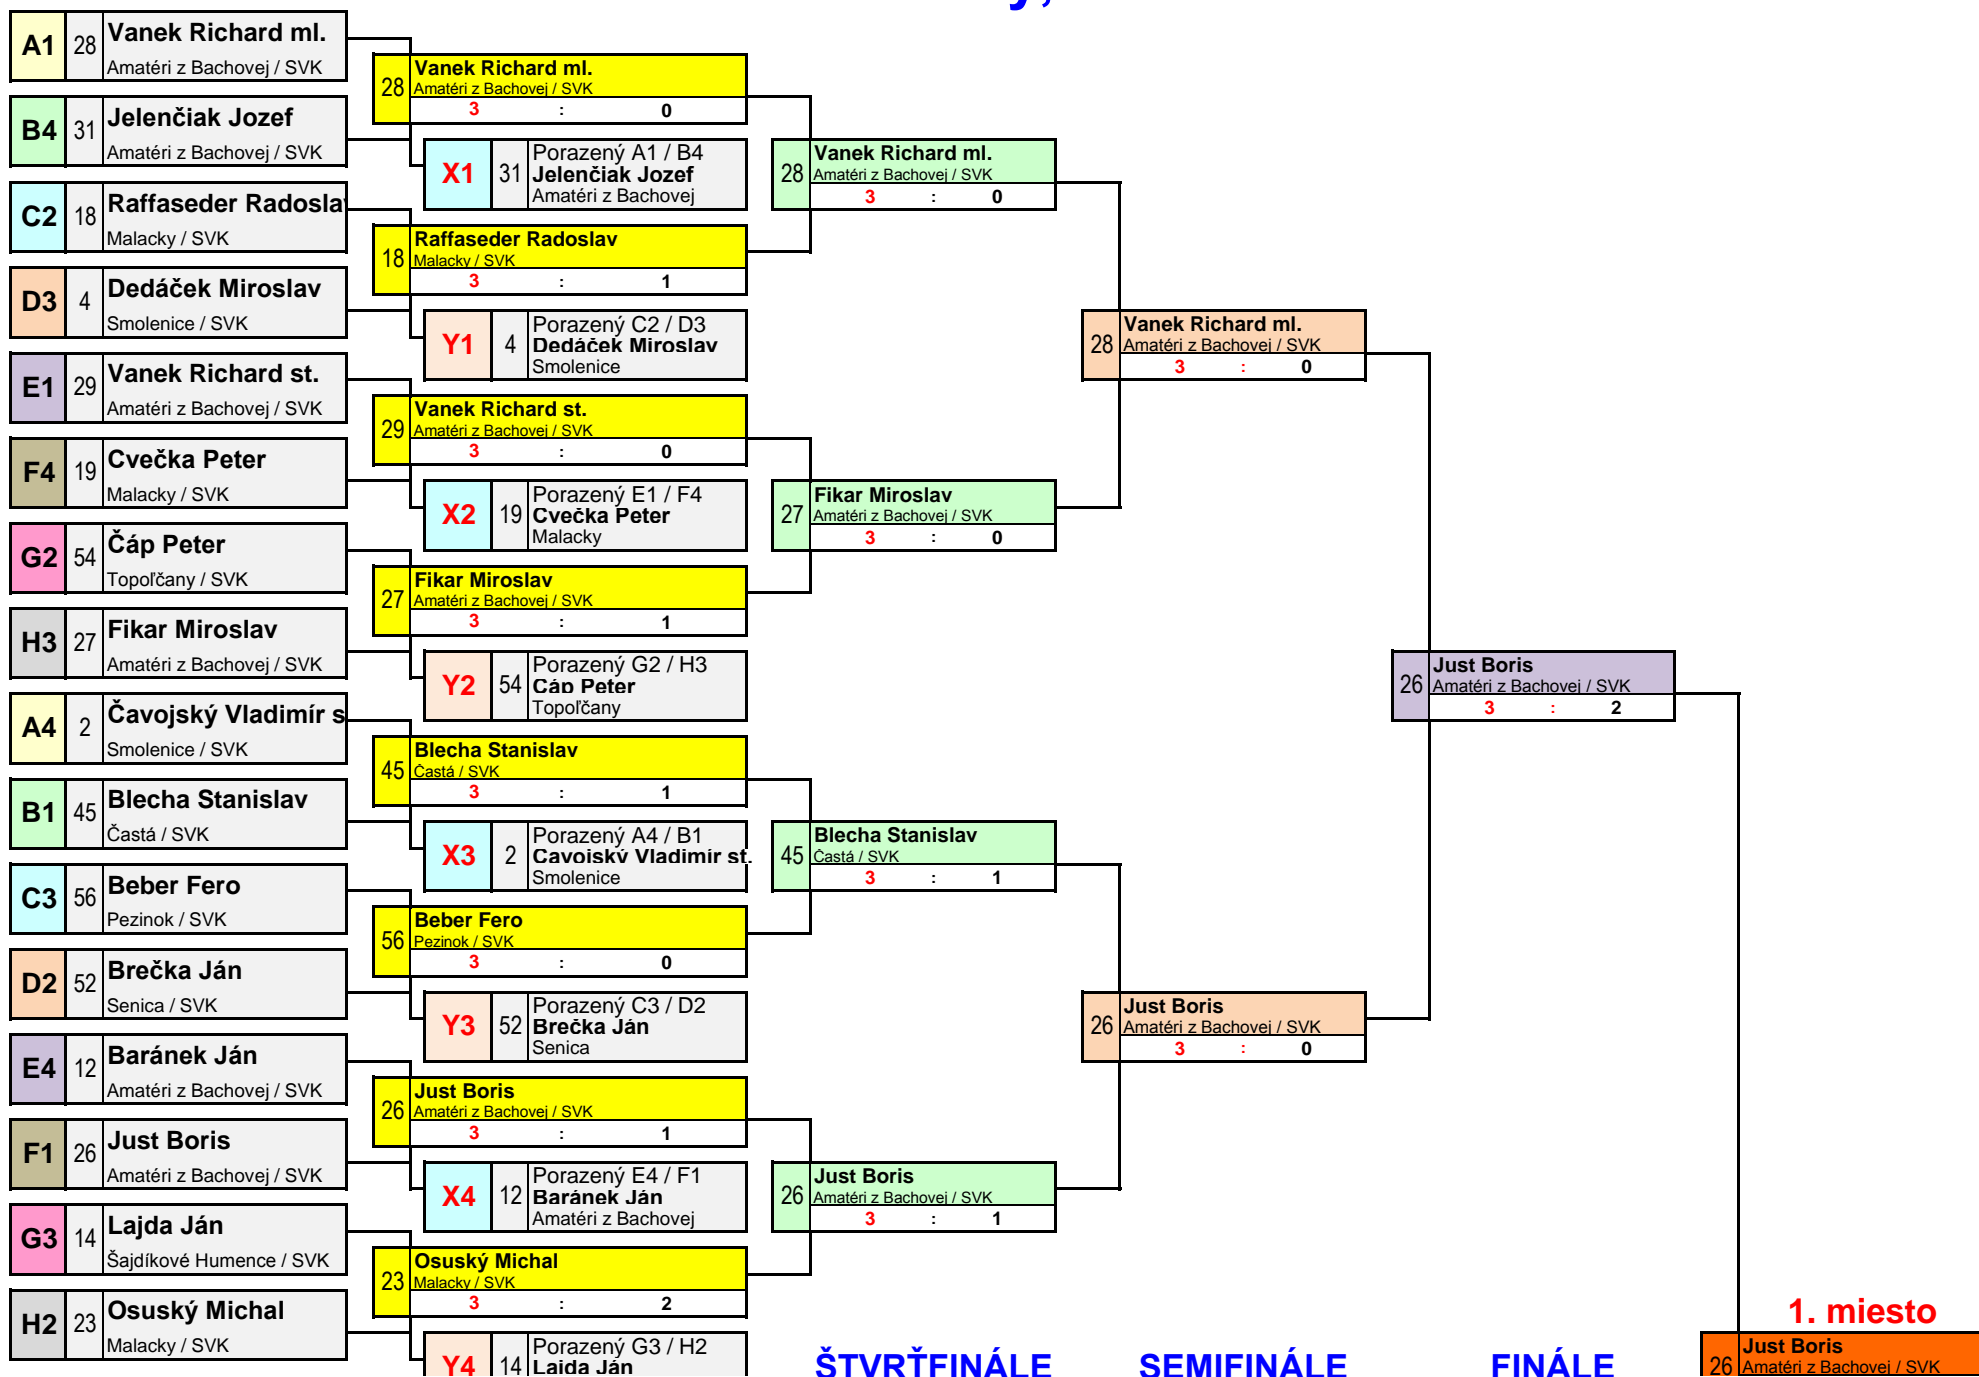 A1 28 Vanek Richard ml.
Amatéri z Bachovej / SVK
B4 31 Jelenčiak Jozef
Amatéri z Bachovej / SVK
C2 18 Raffaseder Radoslav
Malacky / SVK
D3 4 Dedáček Miroslav
Smolenice / SVK
E1 29 Vanek Richard st.
Amatéri z Bachovej / SVK
F4 19 Cvečka Peter
Malacky / SVK
G2 54 Čáp Peter
Topoľčany / SVK
H3 27 Fikar Miroslav
Amatéri z Bachovej / SVK
A4 2 Čavojský Vladimír s
Smolenice / SVK
B1 45 Blecha Stanislav
Častá / SVK
C3 56 Beber Fero
Pezinok / SVK
D2 52 Brečka Ján
Senica / SVK
E4 12 Baránek Ján
Amatéri z Bachovej / SVK
F1 26 Just Boris
Amatéri z Bachovej / SVK
G3 14 Lajda Ján
Šajdíkové Humence / SVK
H2 23 Osuský Michal
Malacky / SVK
28 Vanek Richard ml.
Amatéri z Bachovej / SVK
3 : 0
X1 31 Porazený A1 / B4
Jelenčiak Jozef
Amatéri z Bachovej
18 Raffaseder Radoslav
Malacky / SVK
3 : 1
Y1 4 Porazený C2 / D3
Dedáček Miroslav
Smolenice
29 Vanek Richard st.
Amatéri z Bachovej / SVK
3 : 0
X2 19 Porazený E1 / F4
Cvečka Peter
Malacky
27 Fikar Miroslav
Amatéri z Bachovej / SVK
3 : 1
Y2 54 Porazený G2 / H3
Čáp Peter
Topoľčany
45 Blecha Stanislav
Častá / SVK
3 : 1
X3 2 Porazený A4 / B1
Čavojský Vladimír st.
Smolenice
56 Beber Fero
Pezinok / SVK
3 : 0
Y3 52 Porazený C3 / D2
Brečka Ján
Senica
26 Just Boris
Amatéri z Bachovej / SVK
3 : 1
X4 12 Porazený E4 / F1
Baránek Ján
Amatéri z Bachovej
23 Osuský Michal
Malacky / SVK
3 : 2
Y4 14 Porazený G3 / H2
Lajda Ján
28 Vanek Richard ml.
Amatéri z Bachovej / SVK
3 : 0
27 Fikar Miroslav
Amatéri z Bachovej / SVK
3 : 0
45 Blecha Stanislav
Častá / SVK
3 : 1
26 Just Boris
Amatéri z Bachovej / SVK
3 : 1
ŠTVRŤFINÁLE
28 Vanek Richard ml.
Amatéri z Bachovej / SVK
3 : 0
26 Just Boris
Amatéri z Bachovej / SVK
3 : 0
SEMIFINÁLE
26 Just Boris
Amatéri z Bachovej / SVK
3 : 2
FINÁLE
1. miesto
26 Just Boris
Amatéri z Bachovej / SVK